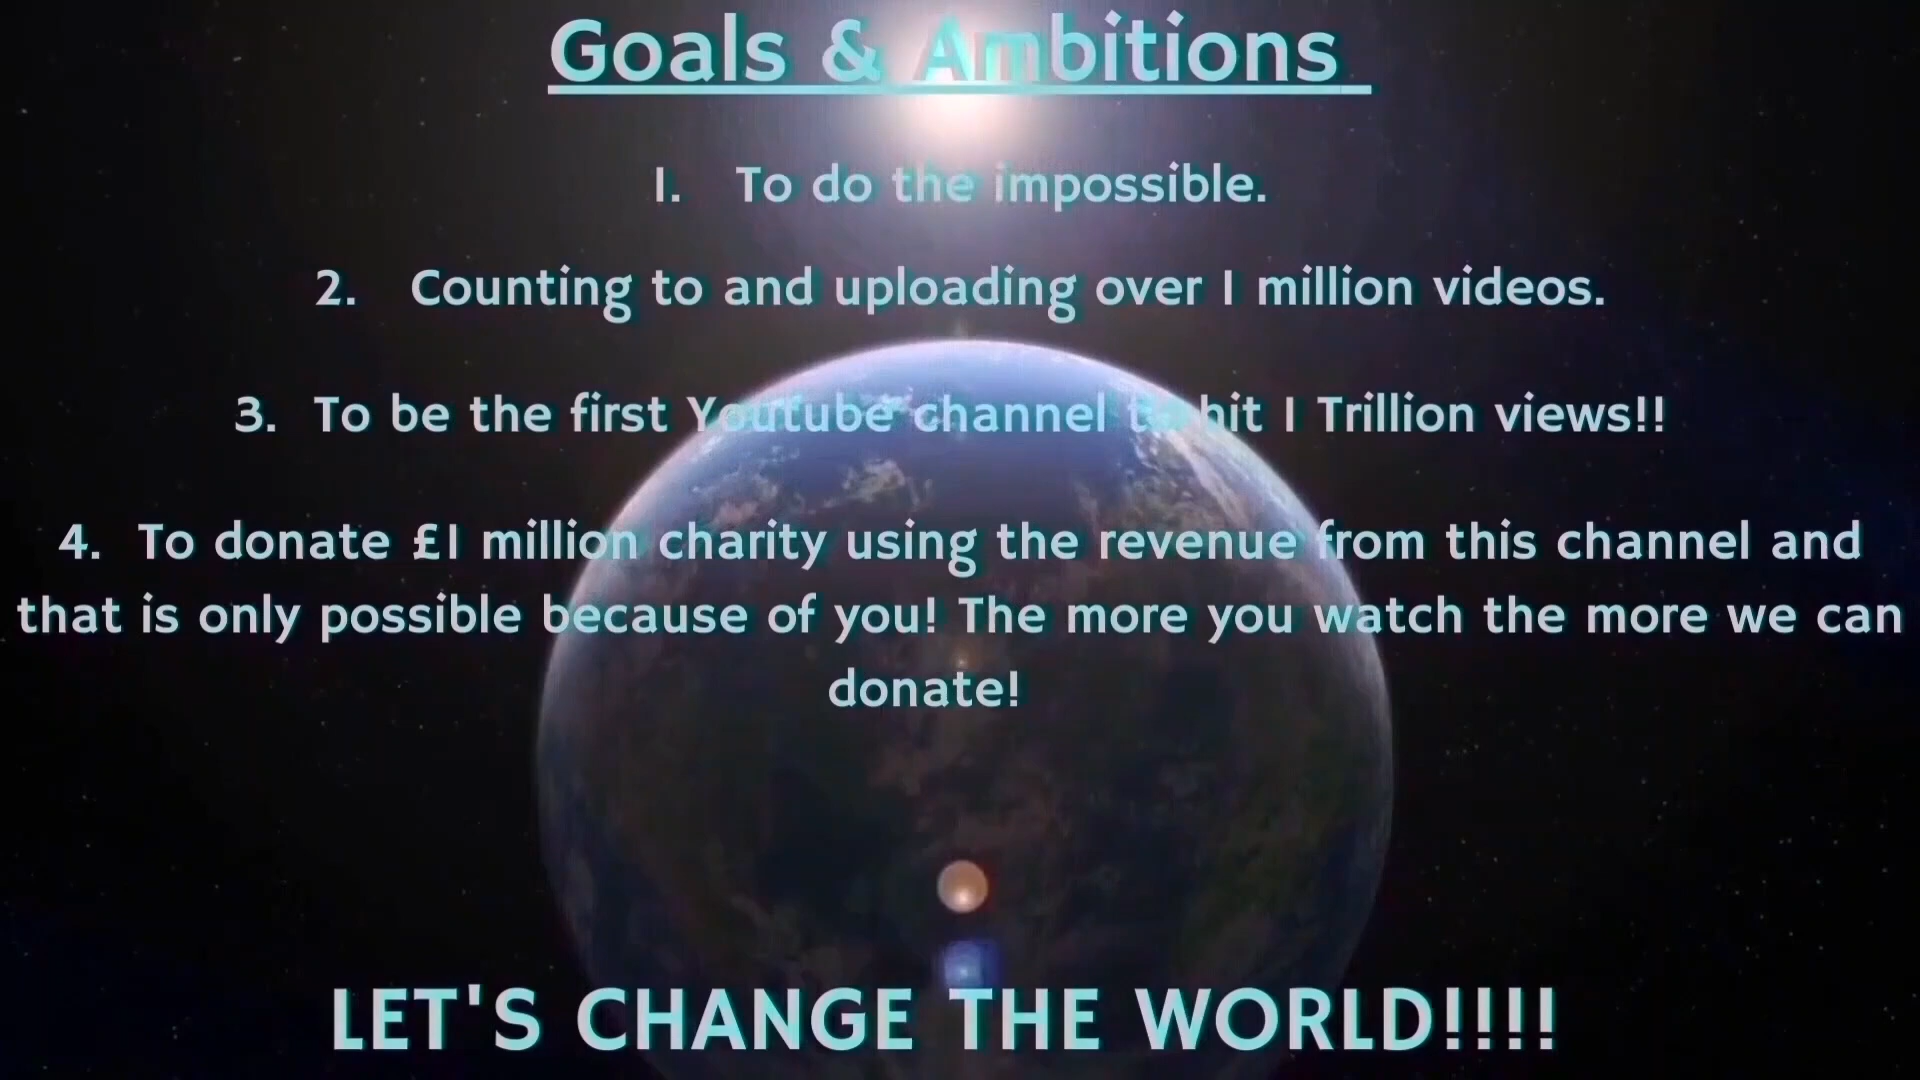 Goals & Ambitions
1. To do the impossible.
2. Counting to and uploading over 1 million videos.
3. To be the first Youtube channel to hit 1 Trillion views!!
4. To donate £1 million charity using the revenue from this channel and
that is only possible because of you! The more you watch the more we can
donate!
LET'S CHANGE THE WORLD!!!!